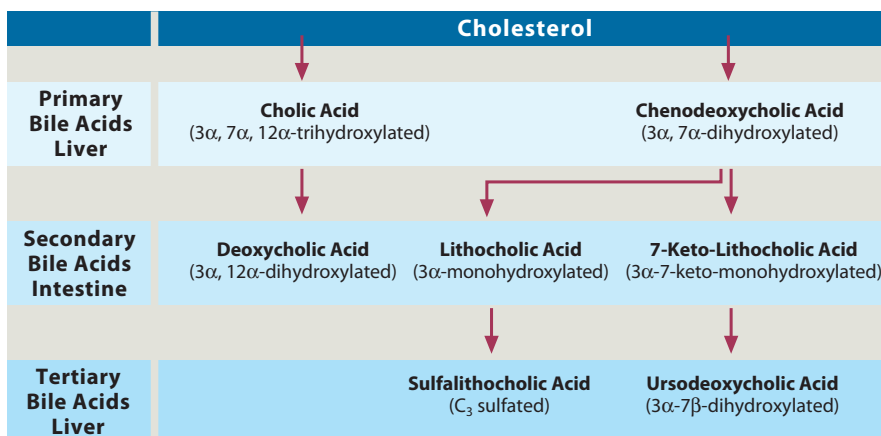 Cholesterol
Primary
Bile Acids
Liver
Cholic Acid
(3α, 7α, 12α-trihydroxylated)
Chenodeoxycholic Acid
(3α, 7α-dihydroxylated)
Secondary
Bile Acids
Intestine
Deoxycholic Acid
(3α, 12α-dihydroxylated)
Lithocholic Acid
(3α-monohydroxylated)
7-Keto-Lithocholic Acid
(3α-7-keto-monohydroxylated)
Tertiary
Bile Acids
Liver
Sulfalithocholic Acid
(C₃ sulfated)
Ursodeoxycholic Acid
(3α-7β-dihydroxylated)